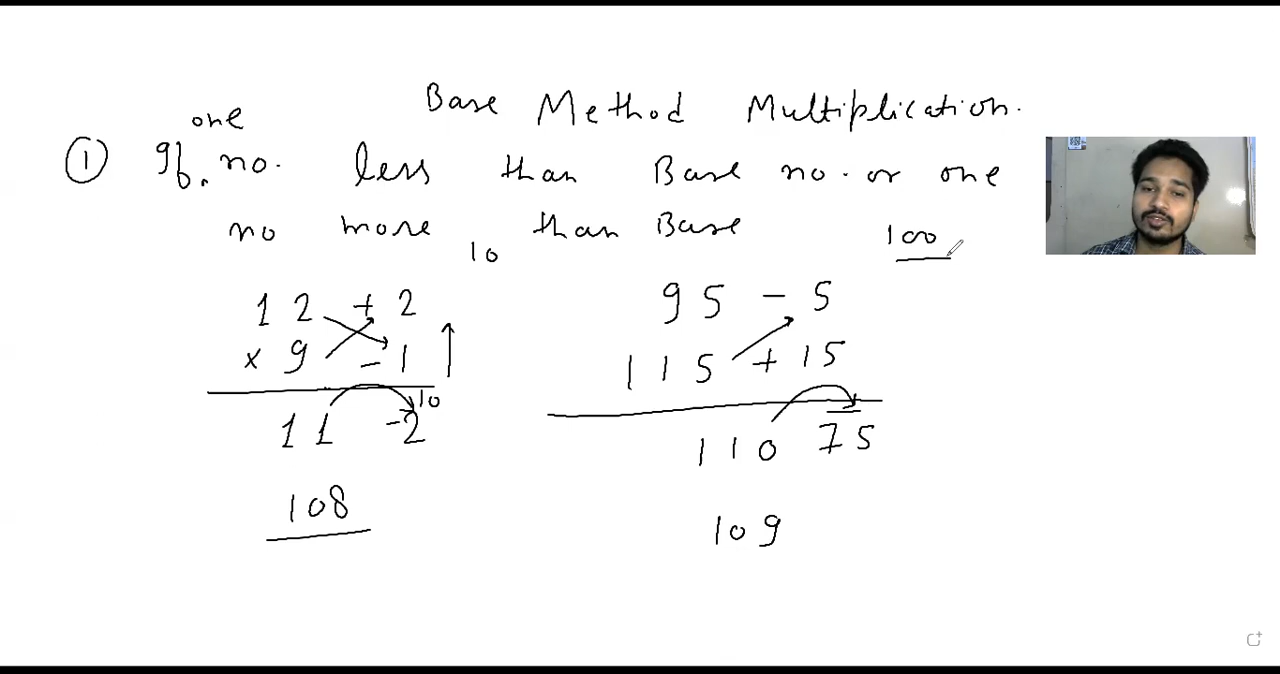 Base Method Multiplication.
one
① If. no. less than Base no. or one
no more than Base
10
100
12 + 2
× 9 - 1
10
11 -2
108
95 - 5
115 + 15
110 75
109